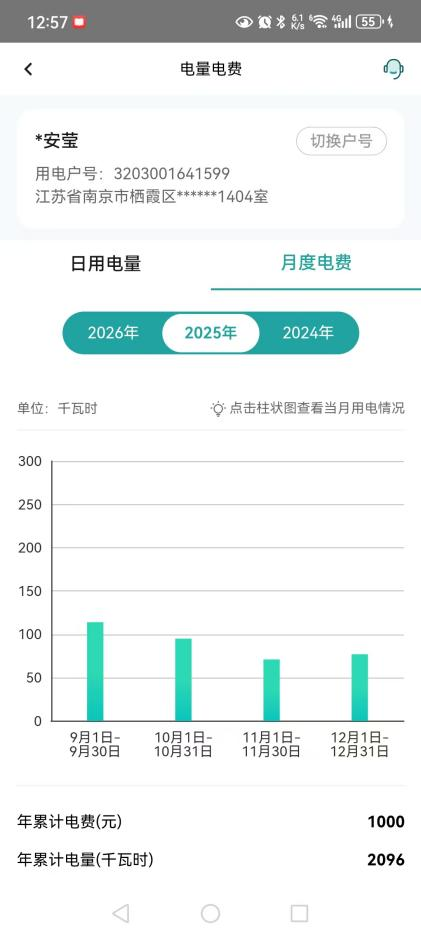 12:57
6.1 K/s 6 4G 55
电量电费
*安莹
切换户号
用电户号：3203001641599
江苏省南京市栖霞区******1404室
日用电量
月度电费
2026年
2025年
2024年
单位：千瓦时
点击柱状图查看当月用电情况
300
250
200
150
100
50
0
9月1日-
9月30日
10月1日-
10月31日
11月1日-
11月30日
12月1日-
12月31日
年累计电费(元)
1000
年累计电量(千瓦时)
2096